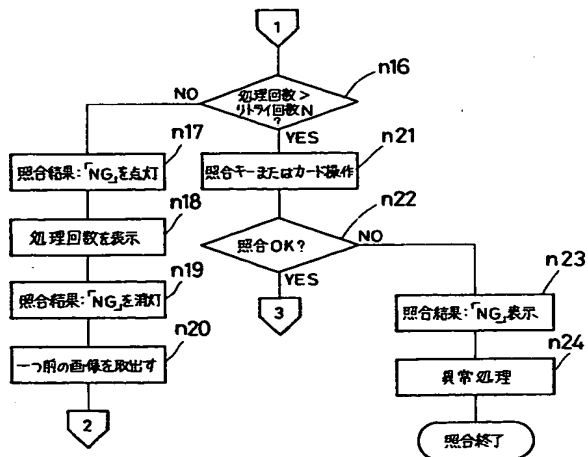 1
n16
処理回数>
リトライ回数N
?
NO
YES
n17
照合結果:「NG」を点灯
n21
照合キーまたはカード操作
n18
処理回数を表示
n22
照合OK?
NO
YES
n19
照合結果:「NG」を消灯
3
n23
照合結果:「NG」表示
n20
一つ前の画像を取出す
2
n24
異常処理
照合終了